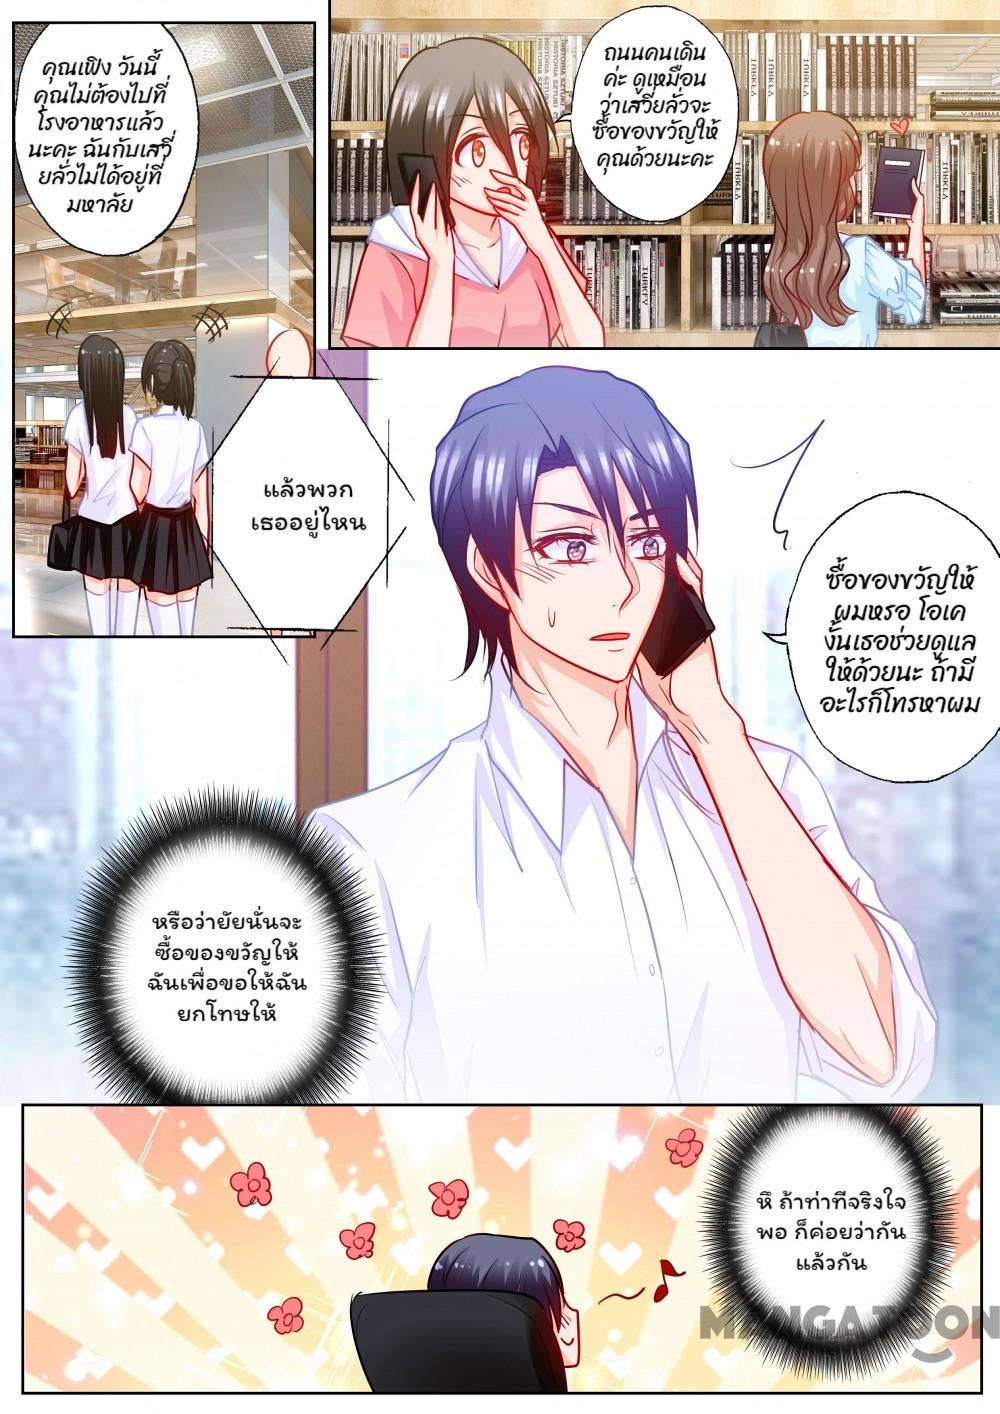 คุณเฟิง วันนี้
คุณไม่ต้องไปที่
โรงอาหารแล้ว
นะคะ ฉันกับเสวี่
ยลั่วไม่ได้อยู่ที่
มหาลัย
แล้วพวก
เธออยู่ไหน
ถนนคนเดิน
ค่ะ ดูเหมือน
ว่าเสวี่ยลั่วจะ
ซื้อของขวัญให้
คุณด้วยนะคะ
ซื้อของขวัญให้
ผมหรอ โอเค
งั้นเธอช่วยดูแล
ให้ด้วยนะ ถ้ามี
อะไรก็โทรหาผม
หรือว่ายัยนั่นจะ
ซื้อของขวัญให้
ฉันเพื่อขอให้ฉัน
ยกโทษให้
หึ ถ้าท่าทีจริงใจ
พอ ก็ค่อยว่ากัน
แล้วกัน
MANGATOON